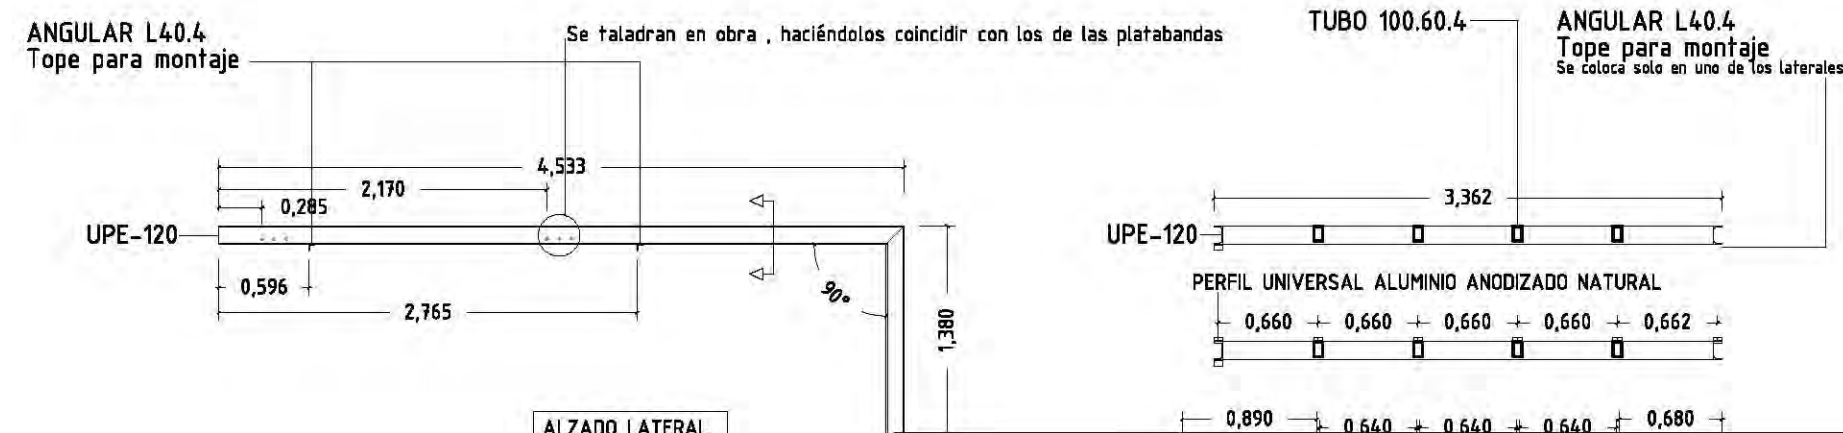 ANGULAR L40.4
Tope para montaje
Se taladran en obra , haciéndolos coincidir con los de las platabandas
TUBO 100.60.4
ANGULAR L40.4
Tope para montaje
Se coloca solo en uno de los laterales
4,533
2,170
0,285
UPE-120
0,596
2,765
90º
1,380
ALZADO LATERAL
3,362
UPE-120
PERFIL UNIVERSAL ALUMINIO ANODIZADO NATURAL
0,660 0,660 0,660 0,660 0,662
0,890 0,640 0,640 0,640 0,680